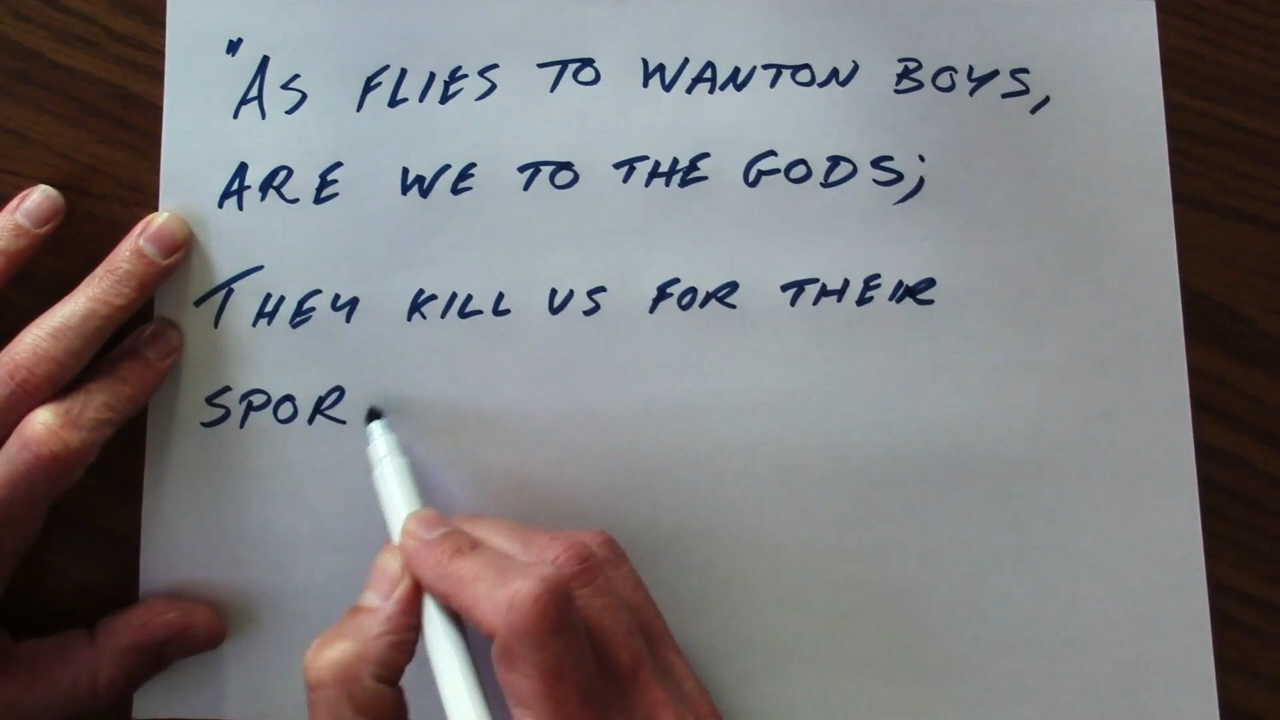 "As FLIES TO WANTON BOYS,
ARE WE TO THE GODS;
THEY KILL US FOR THEIR
SPOR